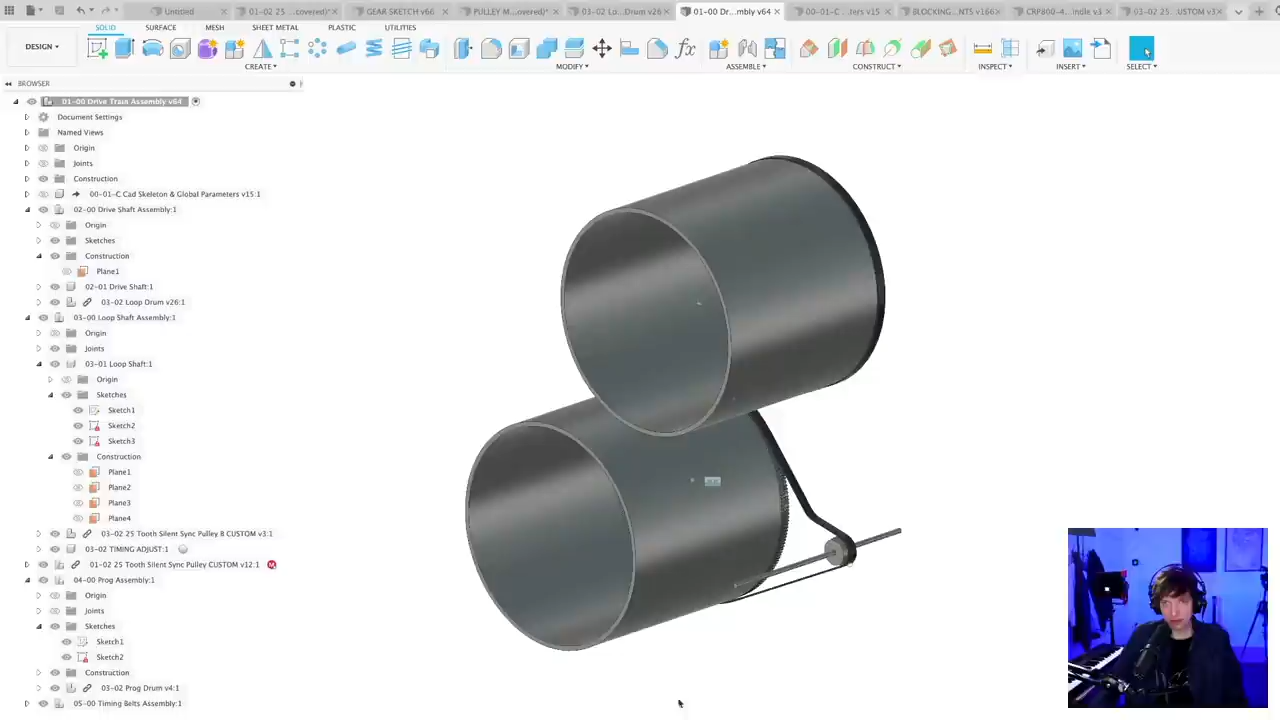 Untitled
01-02 25 ...covered)*
GEAR SKETCH v66
PULLEY M...overed)*
03-02 Lo...Drum v26
01-00 Dr...mbly v64
00-01-C ...ters v15
BLOCKING...NTS v166
CRP800-4...indle v3
03-02 25...USTOM v3
SOLID
SURFACE
MESH
SHEET METAL
PLASTIC
UTILITIES
DESIGN
CREATE
MODIFY
ASSEMBLE
CONSTRUCT
INSPECT
INSERT
SELECT
BROWSER
01-00 Drive Train Assembly v64
Document Settings
Named Views
Origin
Joints
Construction
00-01-C Cad Skeleton & Global Parameters v15:1
02-00 Drive Shaft Assembly:1
Origin
Sketches
Construction
Plane1
02-01 Drive Shaft:1
03-02 Loop Drum v26:1
03-00 Loop Shaft Assembly:1
Origin
Joints
03-01 Loop Shaft:1
Origin
Sketches
Sketch1
Sketch2
Sketch3
Construction
Plane1
Plane2
Plane3
Plane4
03-02 25 Tooth Silent Sync Pulley B CUSTOM v3:1
03-02 TIMING ADJUST:1
01-02 25 Tooth Silent Sync Pulley CUSTOM v12:1
04-00 Prog Assembly:1
Origin
Joints
Sketches
Sketch1
Sketch2
Construction
03-02 Prog Drum v4:1
05-00 Timing Belts Assembly:1